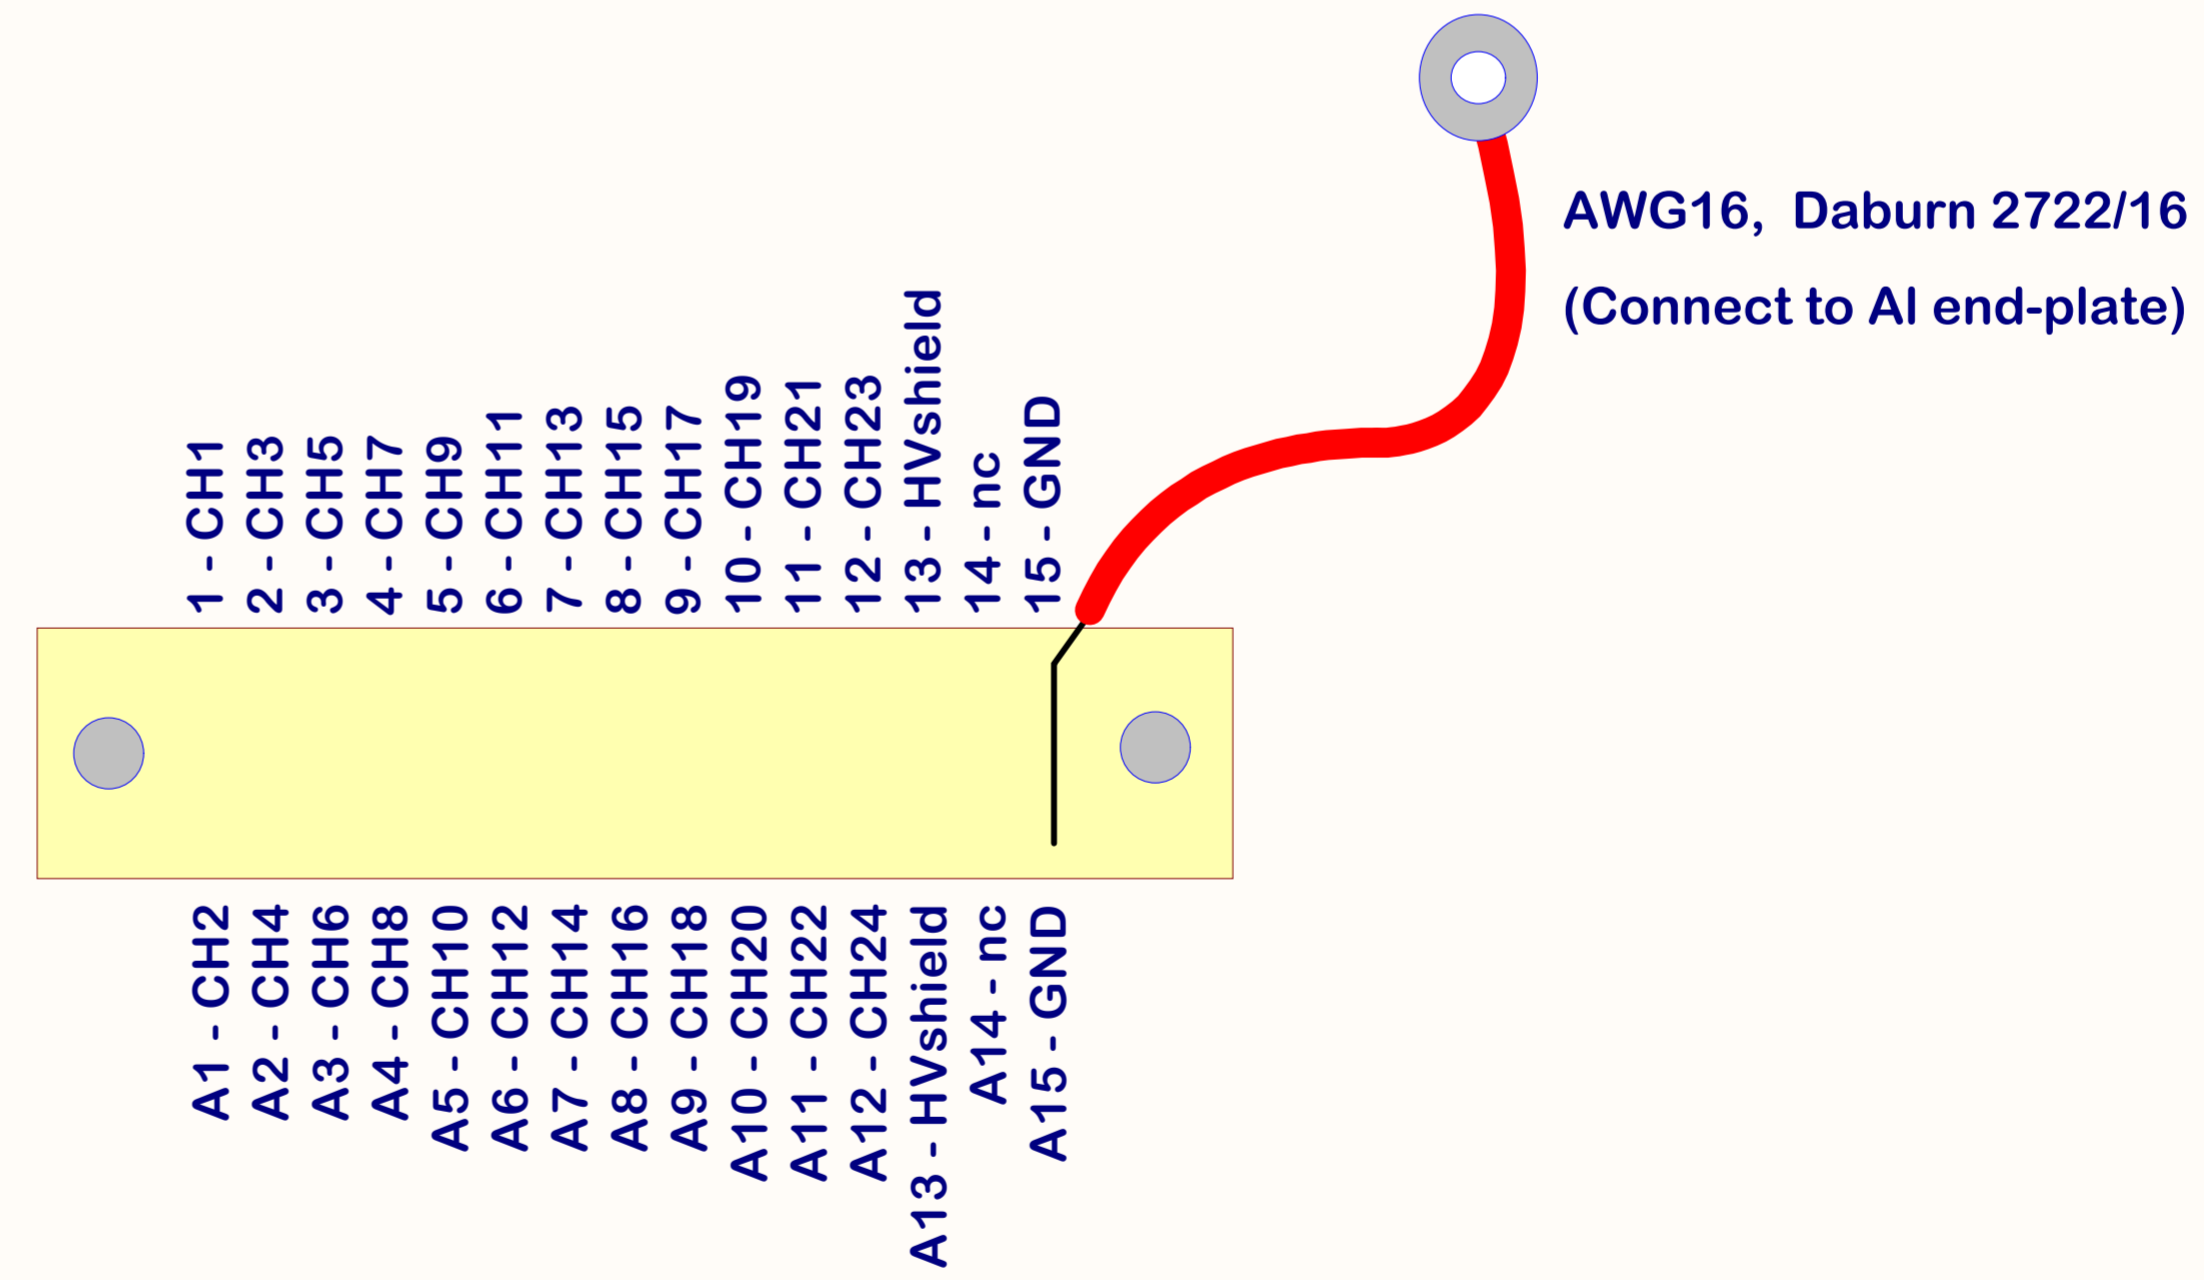 AWG16, Daburn 2722/16
(Connect to Al end-plate)
1 - CH1
2 - CH3
3 - CH5
4 - CH7
5 - CH9
6 - CH11
7 - CH13
8 - CH15
9 - CH17
10 - CH19
11 - CH21
12 - CH23
13 - HVshield
14 - nc
15 - GND
A1 - CH2
A2 - CH4
A3 - CH6
A4 - CH8
A5 - CH10
A6 - CH12
A7 - CH14
A8 - CH16
A9 - CH18
A10 - CH20
A11 - CH22
A12 - CH24
A13 - HVshield
A14 - nc
A15 - GND